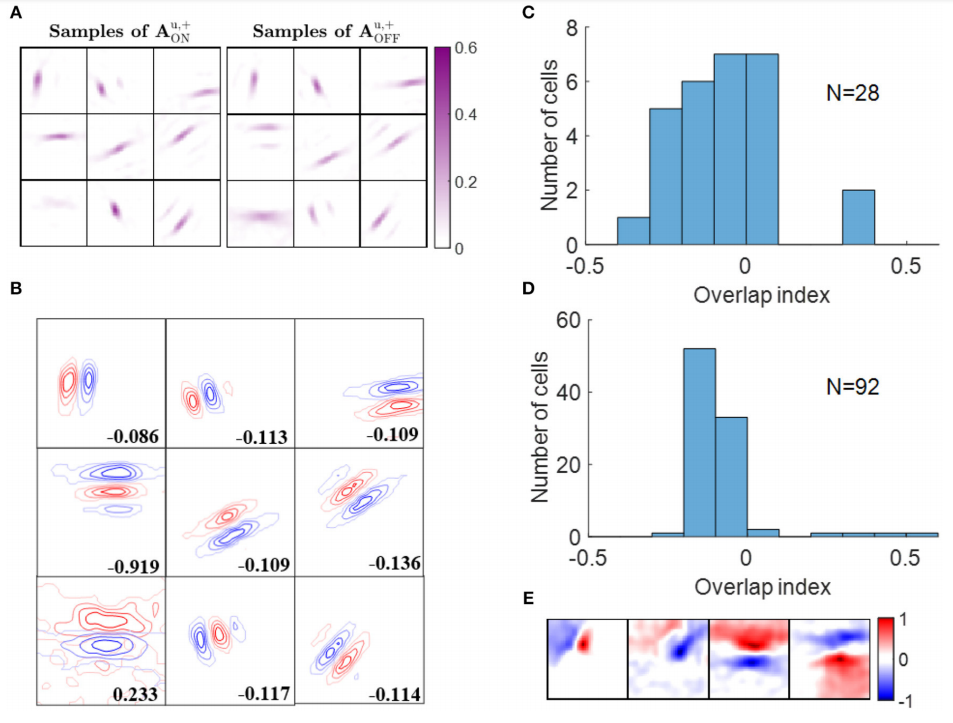 A
Samples of A u,+ ON
Samples of A u,+ OFF
0.6
0.4
0.2
0
B
-0.086
-0.113
-0.109
-0.919
-0.109
-0.136
0.233
-0.117
-0.114
C
8
6
4
2
0
Number of cells
N=28
-0.5
0
0.5
Overlap index
D
60
40
20
0
Number of cells
N=92
-0.5
0
0.5
Overlap index
E
1
0
-1